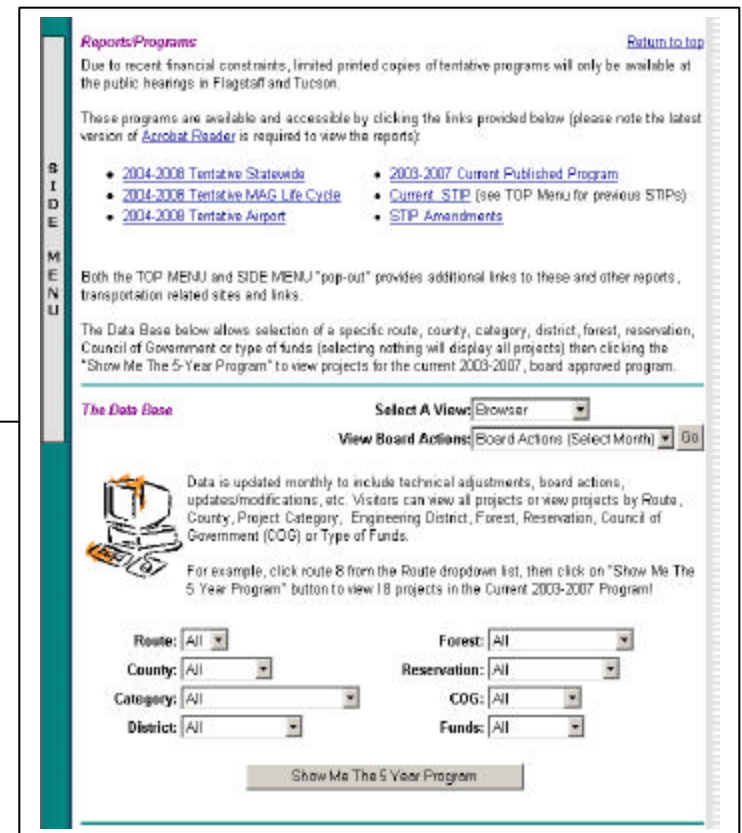 SIDE MENU
Reports/Programs Return to top
Due to recent financial constraints, limited printed copies of tentative programs will only be available at
the public hearings in Flagstaff and Tucson.
These programs are available and accessible by clicking the links provided below (please note the latest
version of Acrobat Reader is required to view the reports):
• 2004-2008 Tentative Statewide • 2003-2007 Current Published Program
• 2004-2008 Tentative MAG Life Cycle • Current STIP (see TOP Menu for previous STIPs)
• 2004-2008 Tentative Airport • STIP Amendments
Both the TOP MENU and SIDE MENU "pop-out" provides additional links to these and other reports,
transportation related sites and links.
The Data Base below allows selection of a specific route, county, category, district, forest, reservation,
Council of Government or type of funds (selecting nothing will display all projects) then clicking the
"Show Me The 5-Year Program" to view projects for the current 2003-2007, board approved program.
The Data Base Select A View: Browser
View Board Actions: Board Actions (Select Month) Go
Data is updated monthly to include technical adjustments, board actions,
updates/modifications, etc. Visitors can view all projects or view projects by Route,
County, Project Category, Engineering District, Forest, Reservation, Council of
Government (COG) or Type of Funds.
For example, click route 8 from the Route dropdown list, then click on "Show Me The
5 Year Program" button to view I8 projects in the Current 2003-2007 Program!
Route: All Forest: All
County: All Reservation: All
Category: All COG: All
District: All Funds: All
Show Me The 5 Year Program